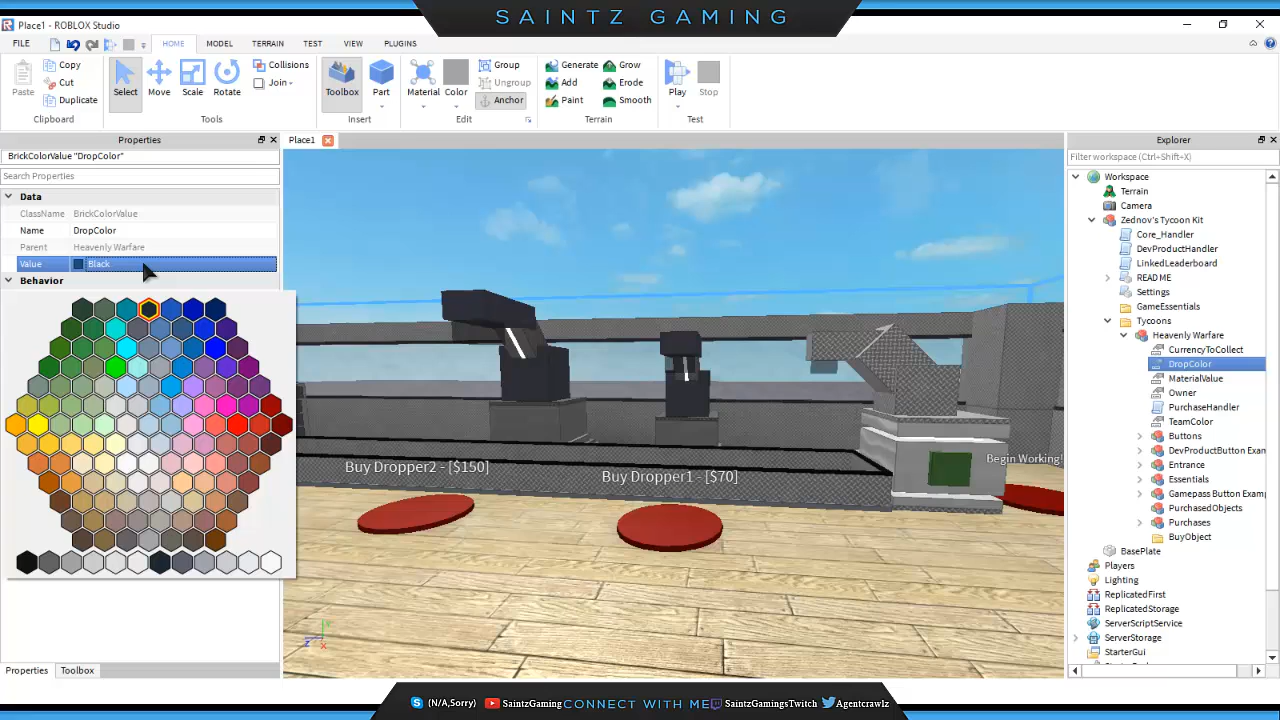 SAINTZ GAMING
Place1 - ROBLOX Studio
FILE
HOME
MODEL
TERRAIN
TEST
VIEW
PLUGINS
Paste
Copy
Cut
Duplicate
Clipboard
Select
Move
Scale
Rotate
Collisions
Join
Tools
Toolbox
Part
Insert
Material
Color
Group
Ungroup
Anchor
Edit
Generate
Add
Paint
Grow
Erode
Smooth
Terrain
Play
Stop
Test
Properties
BrickColorValue "DropColor"
Search Properties
Data
ClassName BrickColorValue
Name DropColor
Parent Heavenly Warfare
Value Black
Behavior
Properties
Toolbox
Place1
Buy Dropper2 - [$150]
Buy Dropper1 - [$70]
Begin Working!
Y
Z
X
Explorer
Filter workspace (Ctrl+Shift+X)
Workspace
Terrain
Camera
Zednov's Tycoon Kit
Core_Handler
DevProductHandler
LinkedLeaderboard
README
Settings
GameEssentials
Tycoons
Heavenly Warfare
CurrencyToCollect
DropColor
MaterialValue
Owner
PurchaseHandler
TeamColor
Buttons
DevProductButton Exam
Entrance
Essentials
Gamepass Button Examp
PurchasedObjects
Purchases
BuyObject
BasePlate
Players
Lighting
ReplicatedFirst
ReplicatedStorage
ServerScriptService
ServerStorage
StarterGui
(N/A,Sorry)
SaintzGaming
CONNECT WITH ME
SaintzGamingsTwitch
Agentcrawlz